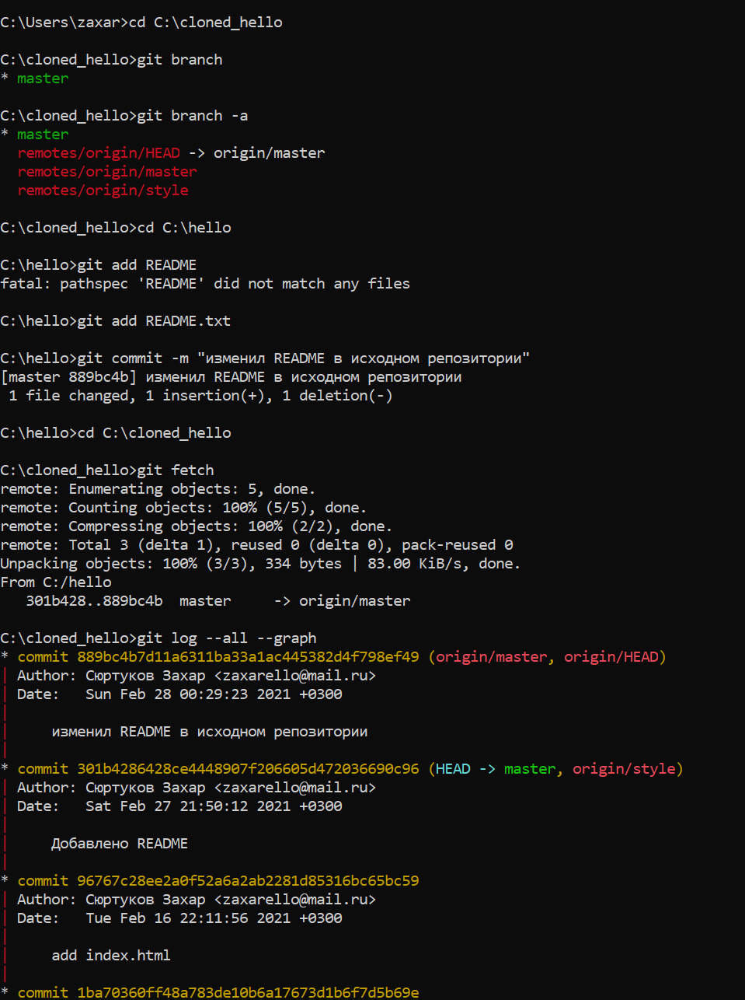 C:\Users\zaxar>cd C:\cloned_hello
C:\cloned_hello>git branch
* master
C:\cloned_hello>git branch -a
* master
  remotes/origin/HEAD -> origin/master
  remotes/origin/master
  remotes/origin/style
C:\cloned_hello>cd C:\hello
C:\hello>git add README
fatal: pathspec 'README' did not match any files
C:\hello>git add README.txt
C:\hello>git commit -m "изменил README в исходном репозитории"
[master 889bc4b] изменил README в исходном репозитории
 1 file changed, 1 insertion(+), 1 deletion(-)
C:\hello>cd C:\cloned_hello
C:\cloned_hello>git fetch
remote: Enumerating objects: 5, done.
remote: Counting objects: 100% (5/5), done.
remote: Compressing objects: 100% (2/2), done.
remote: Total 3 (delta 1), reused 0 (delta 0), pack-reused 0
Unpacking objects: 100% (3/3), 334 bytes | 83.00 KiB/s, done.
From C:/hello
   301b428..889bc4b  master     -> origin/master
C:\cloned_hello>git log --all --graph
* commit 889bc4b7d11a6311ba33a1ac445382d4f798ef49 (origin/master, origin/HEAD)
| Author: Сюртуков Захар <zaxarello@mail.ru>
| Date:   Sun Feb 28 00:29:23 2021 +0300
|
|     изменил README в исходном репозитории
|
* commit 301b4286428ce4448907f206605d472036690c96 (HEAD -> master, origin/style)
| Author: Сюртуков Захар <zaxarello@mail.ru>
| Date:   Sat Feb 27 21:50:12 2021 +0300
|
|     Добавлено README
|
* commit 96767c28ee2a0f52a6a2ab2281d85316bc65bc59
| Author: Сюртуков Захар <zaxarello@mail.ru>
| Date:   Tue Feb 16 22:11:56 2021 +0300
|
|     add index.html
|
* commit 1ba70360ff48a783de10b6a17673d1b6f7d5b69e